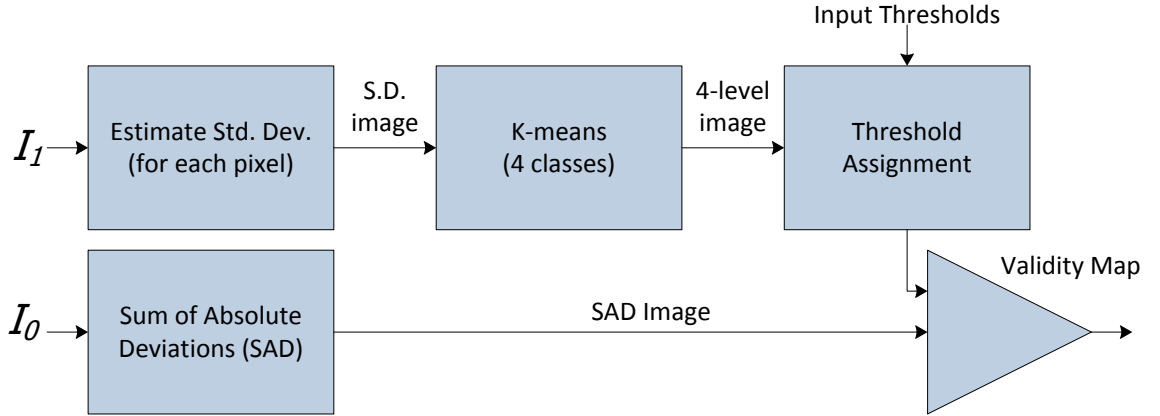 Input Thresholds
I1
Estimate Std. Dev.
(for each pixel)
S.D.
image
K-means
(4 classes)
4-level
image
Threshold
Assignment
Validity Map
I0
Sum of Absolute
Deviations (SAD)
SAD Image